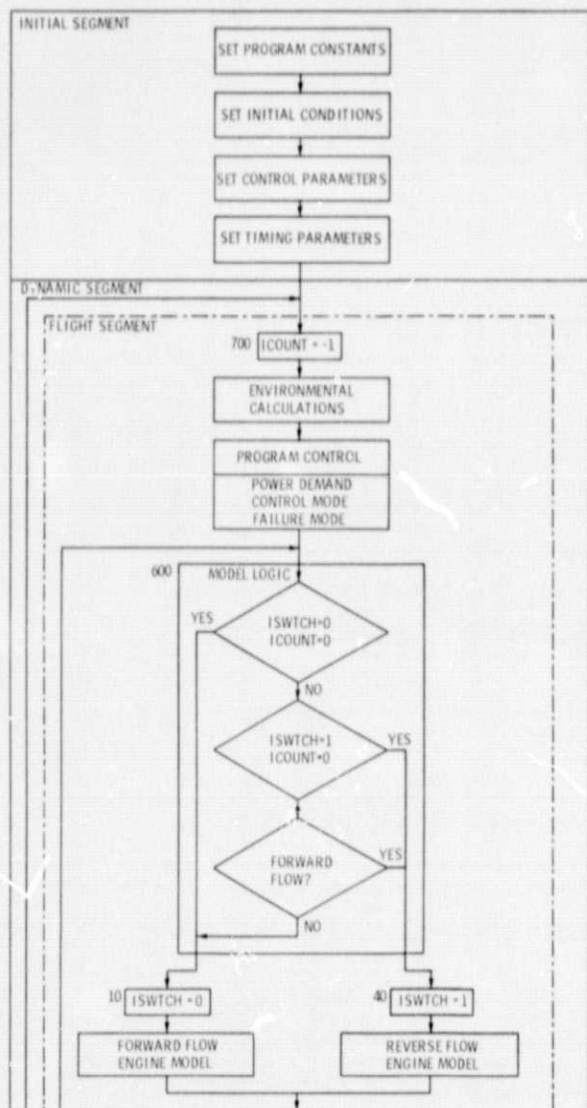 INITIAL SEGMENT
SET PROGRAM CONSTANTS
SET INITIAL CONDITIONS
SET CONTROL PARAMETERS
SET TIMING PARAMETERS
DYNAMIC SEGMENT
FLIGHT SEGMENT
700 ICOUNT = -1
ENVIRONMENTAL
CALCULATIONS
PROGRAM CONTROL
POWER DEMAND
CONTROL MODE
FAILURE MODE
600 MODEL LOGIC
YES
ISWTCH=0
ICOUNT=0
NO
ISWTCH=1
ICOUNT=0
YES
FORWARD
FLOW?
YES
NO
10 ISWTCH = 0
40 ISWTCH = 1
FORWARD FLOW
ENGINE MODEL
REVERSE FLOW
ENGINE MODEL